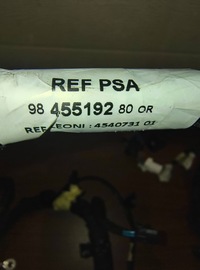 REF PSA
98 455192 80 OR
REF LEONI : 4540731 01